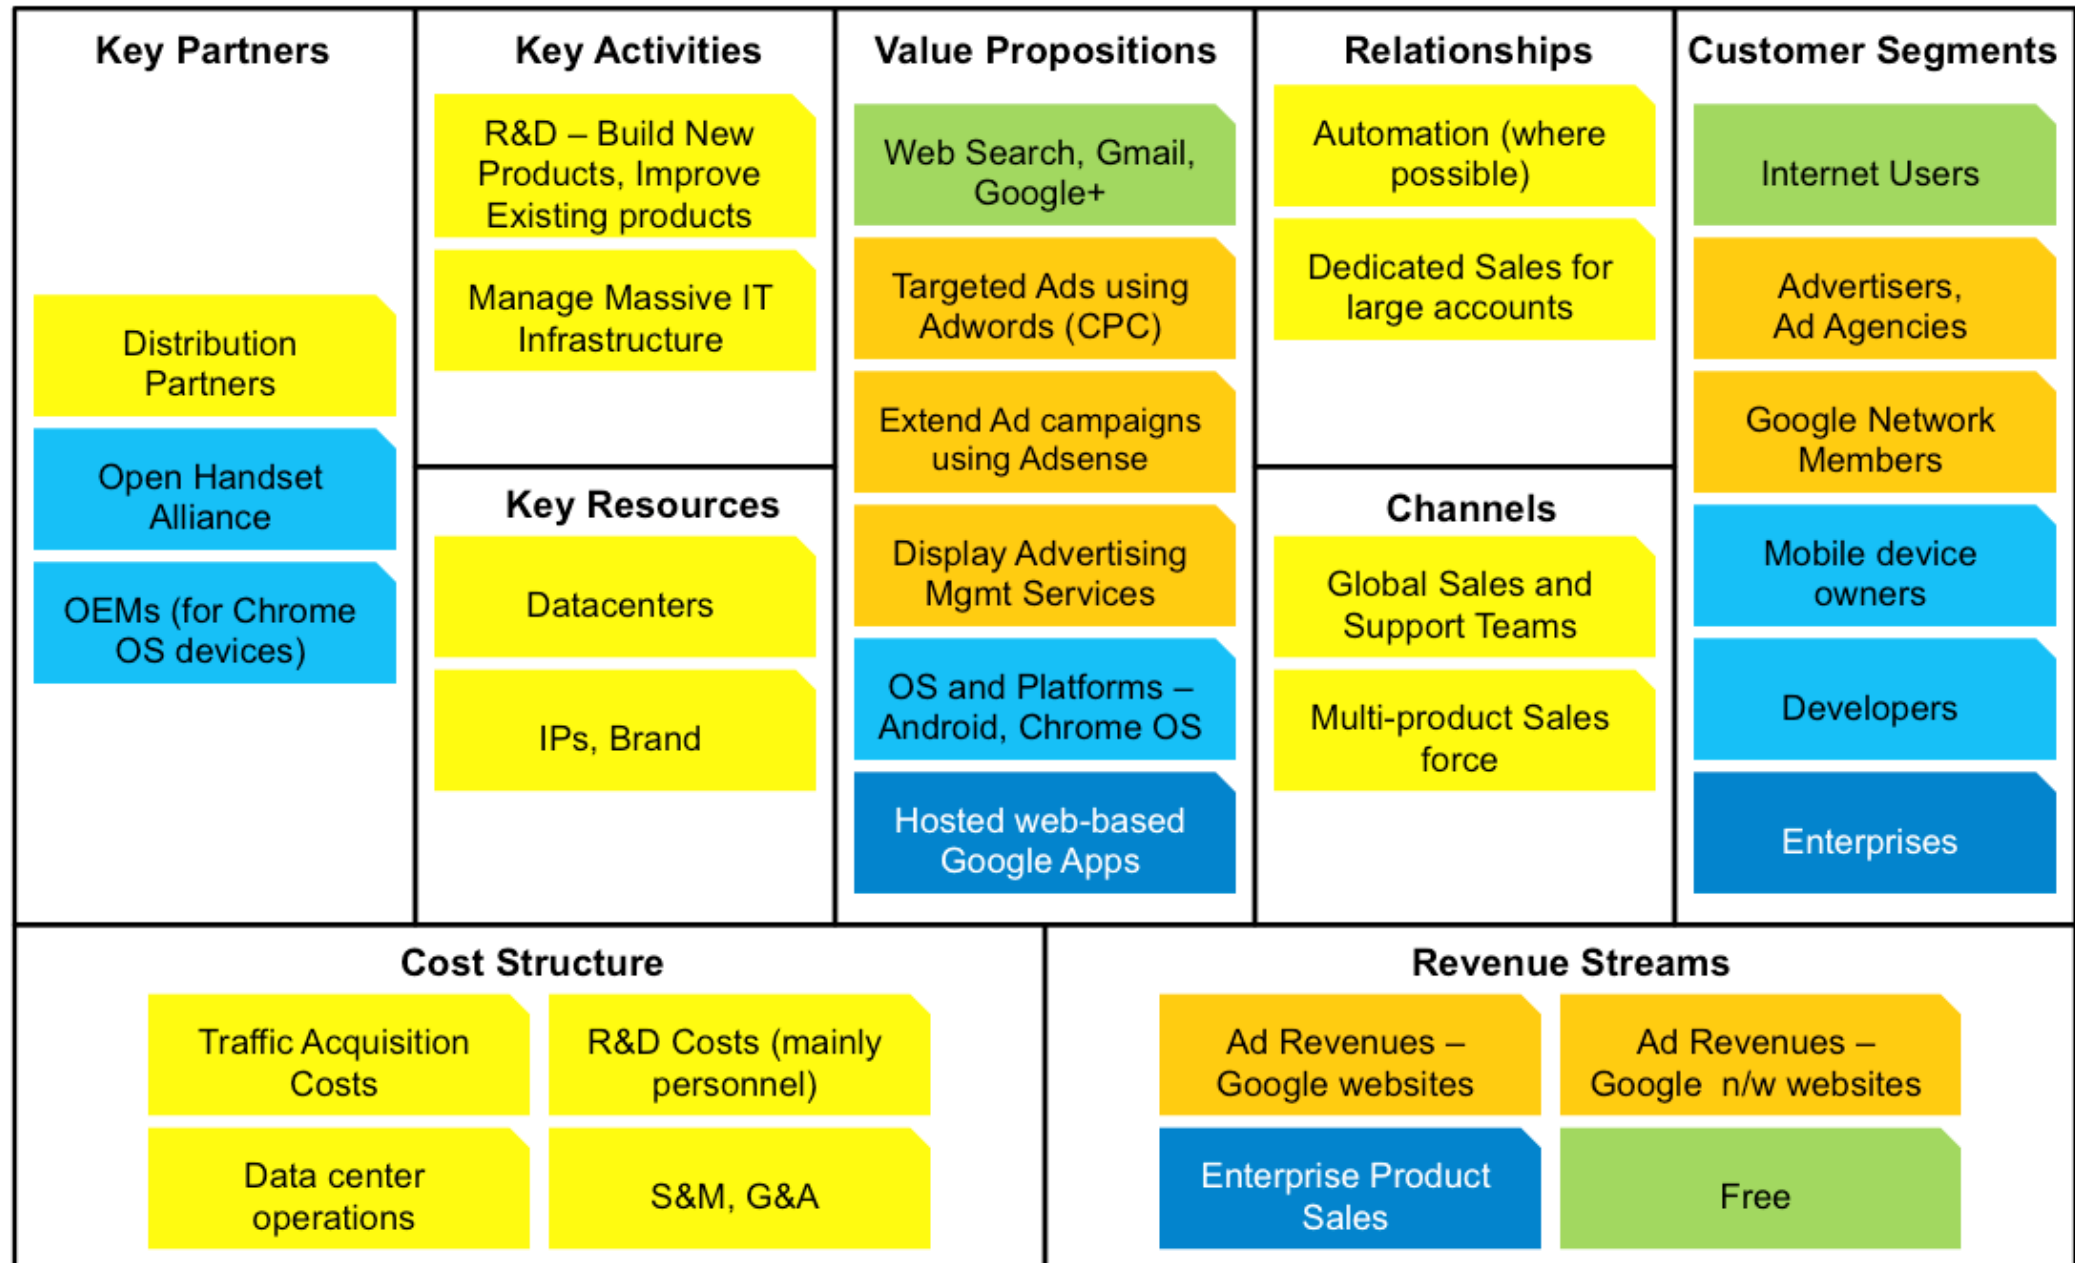 Key Partners
Distribution
Partners
Open Handset
Alliance
OEMs (for Chrome
OS devices)
Key Activities
R&D – Build New
Products, Improve
Existing products
Manage Massive IT
Infrastructure
Key Resources
Datacenters
IPs, Brand
Value Propositions
Web Search, Gmail,
Google+
Targeted Ads using
Adwords (CPC)
Extend Ad campaigns
using Adsense
Display Advertising
Mgmt Services
OS and Platforms –
Android, Chrome OS
Hosted web-based
Google Apps
Relationships
Automation (where
possible)
Dedicated Sales for
large accounts
Channels
Global Sales and
Support Teams
Multi-product Sales
force
Customer Segments
Internet Users
Advertisers,
Ad Agencies
Google Network
Members
Mobile device
owners
Developers
Enterprises
Cost Structure
Traffic Acquisition
Costs
R&D Costs (mainly
personnel)
Data center
operations
S&M, G&A
Revenue Streams
Ad Revenues –
Google websites
Ad Revenues –
Google n/w websites
Enterprise Product
Sales
Free